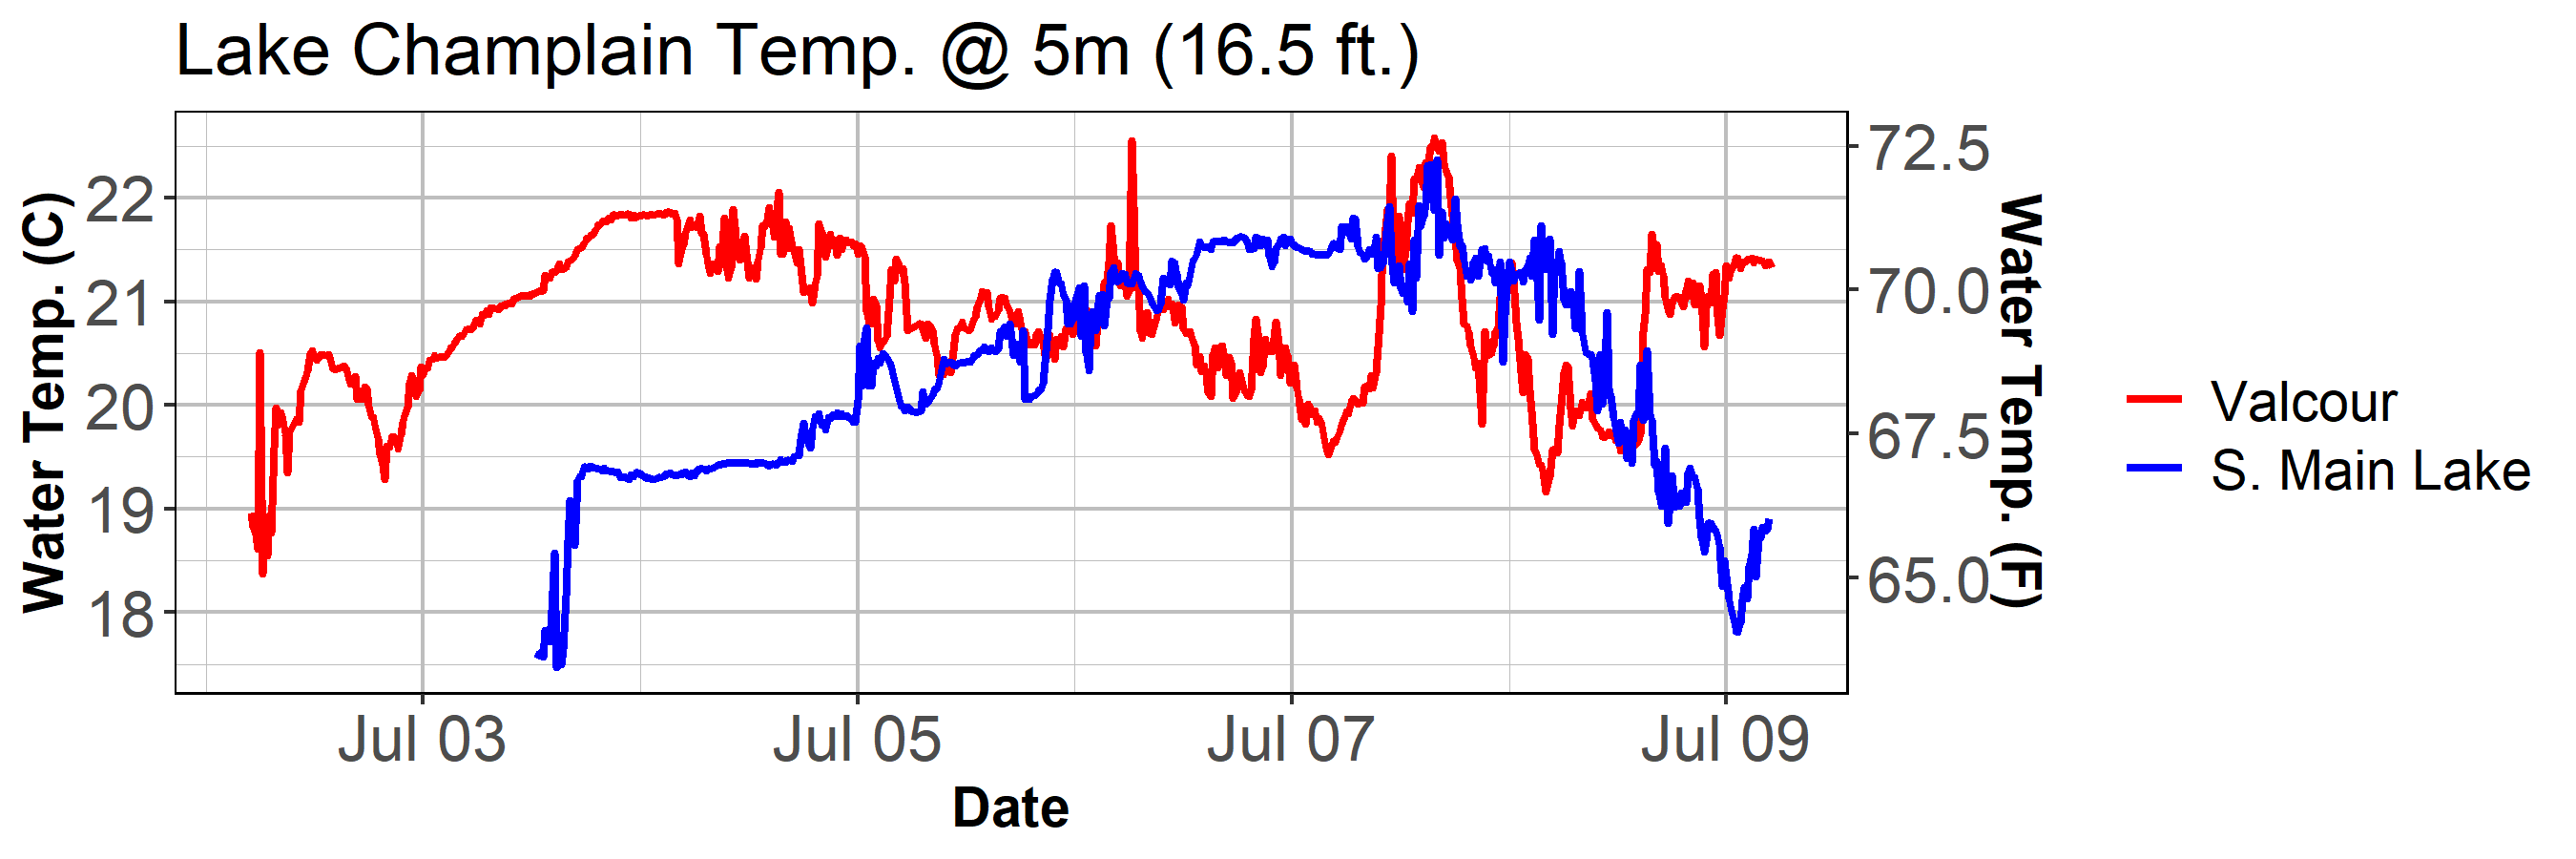 Lake Champlain Temp. @ 5m (16.5 ft.)
Water Temp. (C)
22
21
20
19
18
72.5
70.0
67.5
65.0
Water Temp. (F)
Jul 03
Jul 05
Jul 07
Jul 09
Date
Valcour
S. Main Lake